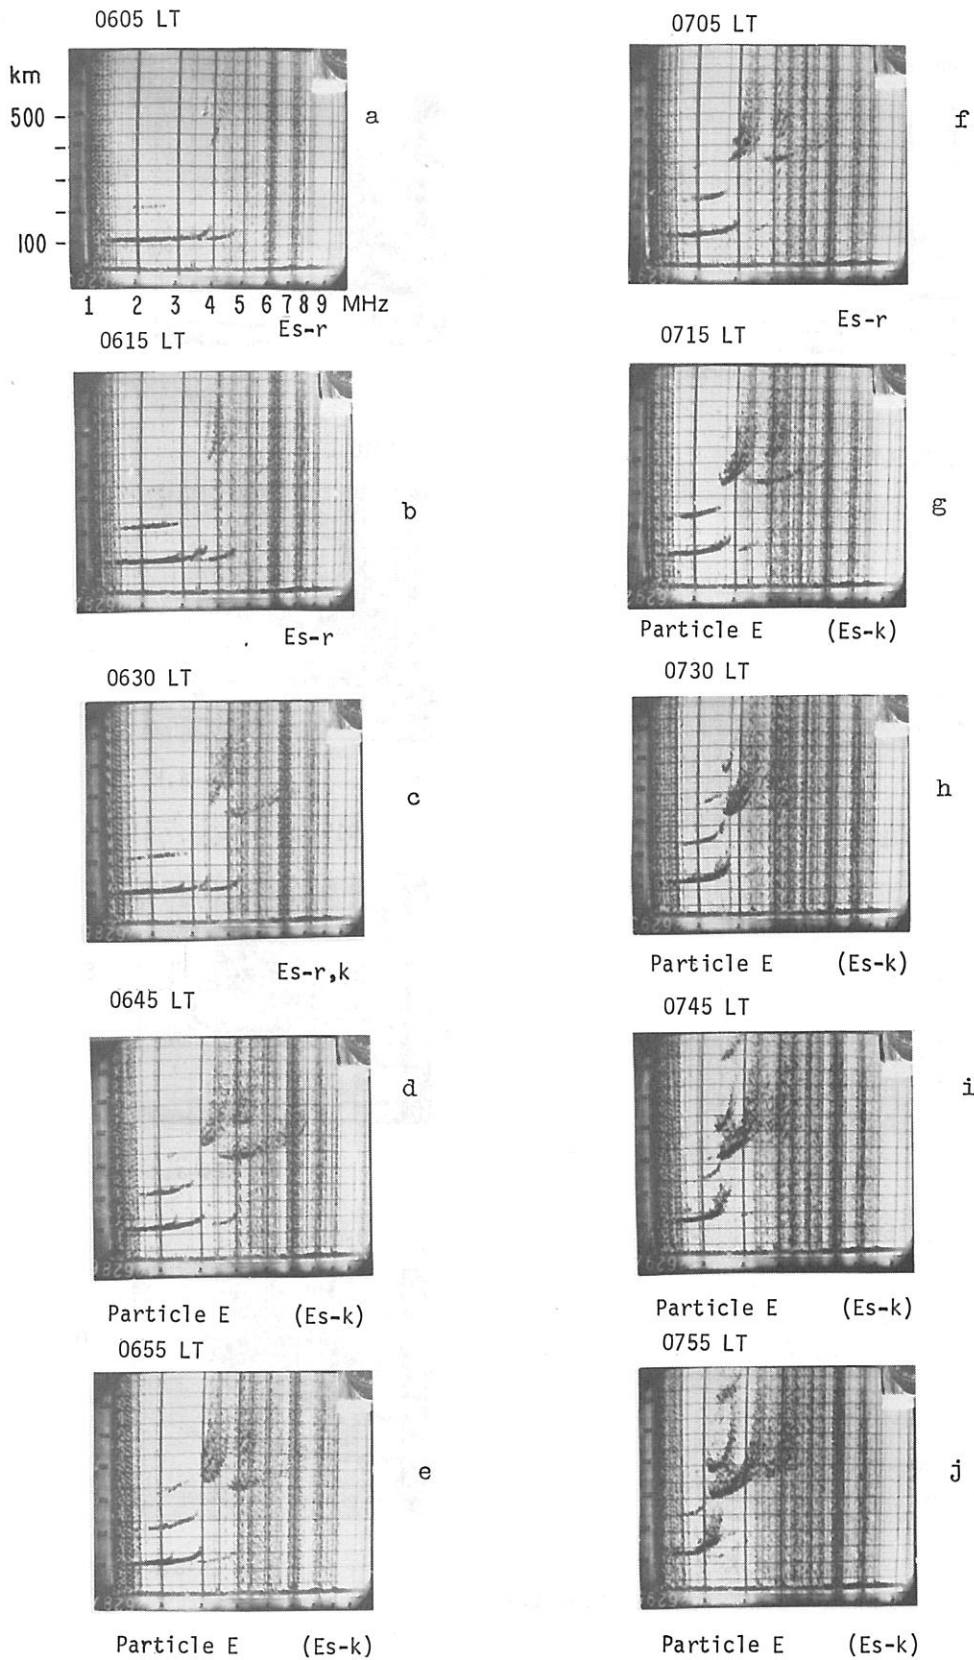 0605 LT
km
500
100
1 2 3 4 5 6 7 8 9 MHz
a
Es-r
0615 LT
b
Es-r
0630 LT
c
Es-r,k
0645 LT
d
Particle E (Es-k)
0655 LT
e
Particle E (Es-k)
0705 LT
f
Es-r
0715 LT
g
Particle E (Es-k)
0730 LT
h
Particle E (Es-k)
0745 LT
i
Particle E (Es-k)
0755 LT
j
Particle E (Es-k)